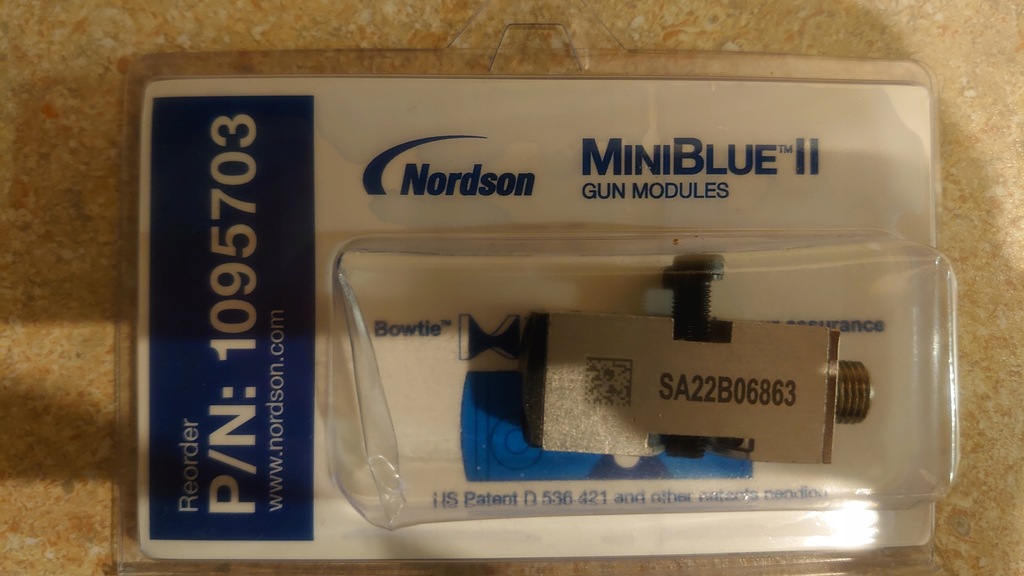 Reorder
P/N: 1095703
www.nordson.com
Nordson
MINIBLUE™ II
GUN MODULES
Bowtie™
assurance
SA22B06863
US Patent D 536,421 and other patents pending